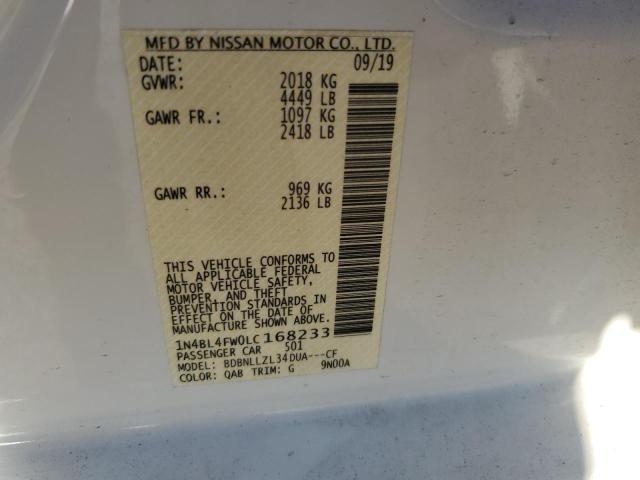 MFD BY NISSAN MOTOR CO., LTD.
DATE: 09/19
GVWR: 2018 KG
4449 LB
GAWR FR.: 1097 KG
2418 LB
GAWR RR.: 969 KG
2136 LB
THIS VEHICLE CONFORMS TO
ALL APPLICABLE FEDERAL
MOTOR VEHICLE SAFETY,
BUMPER, AND THEFT
PREVENTION STANDARDS IN
EFFECT ON THE DATE OF
MANUFACTURE SHOWN ABOVE.
1N4BL4FW0LC168233
PASSENGER CAR 501
MODEL: BDBNLLZL34DUA---CF
COLOR: QAB TRIM: G 9N00A